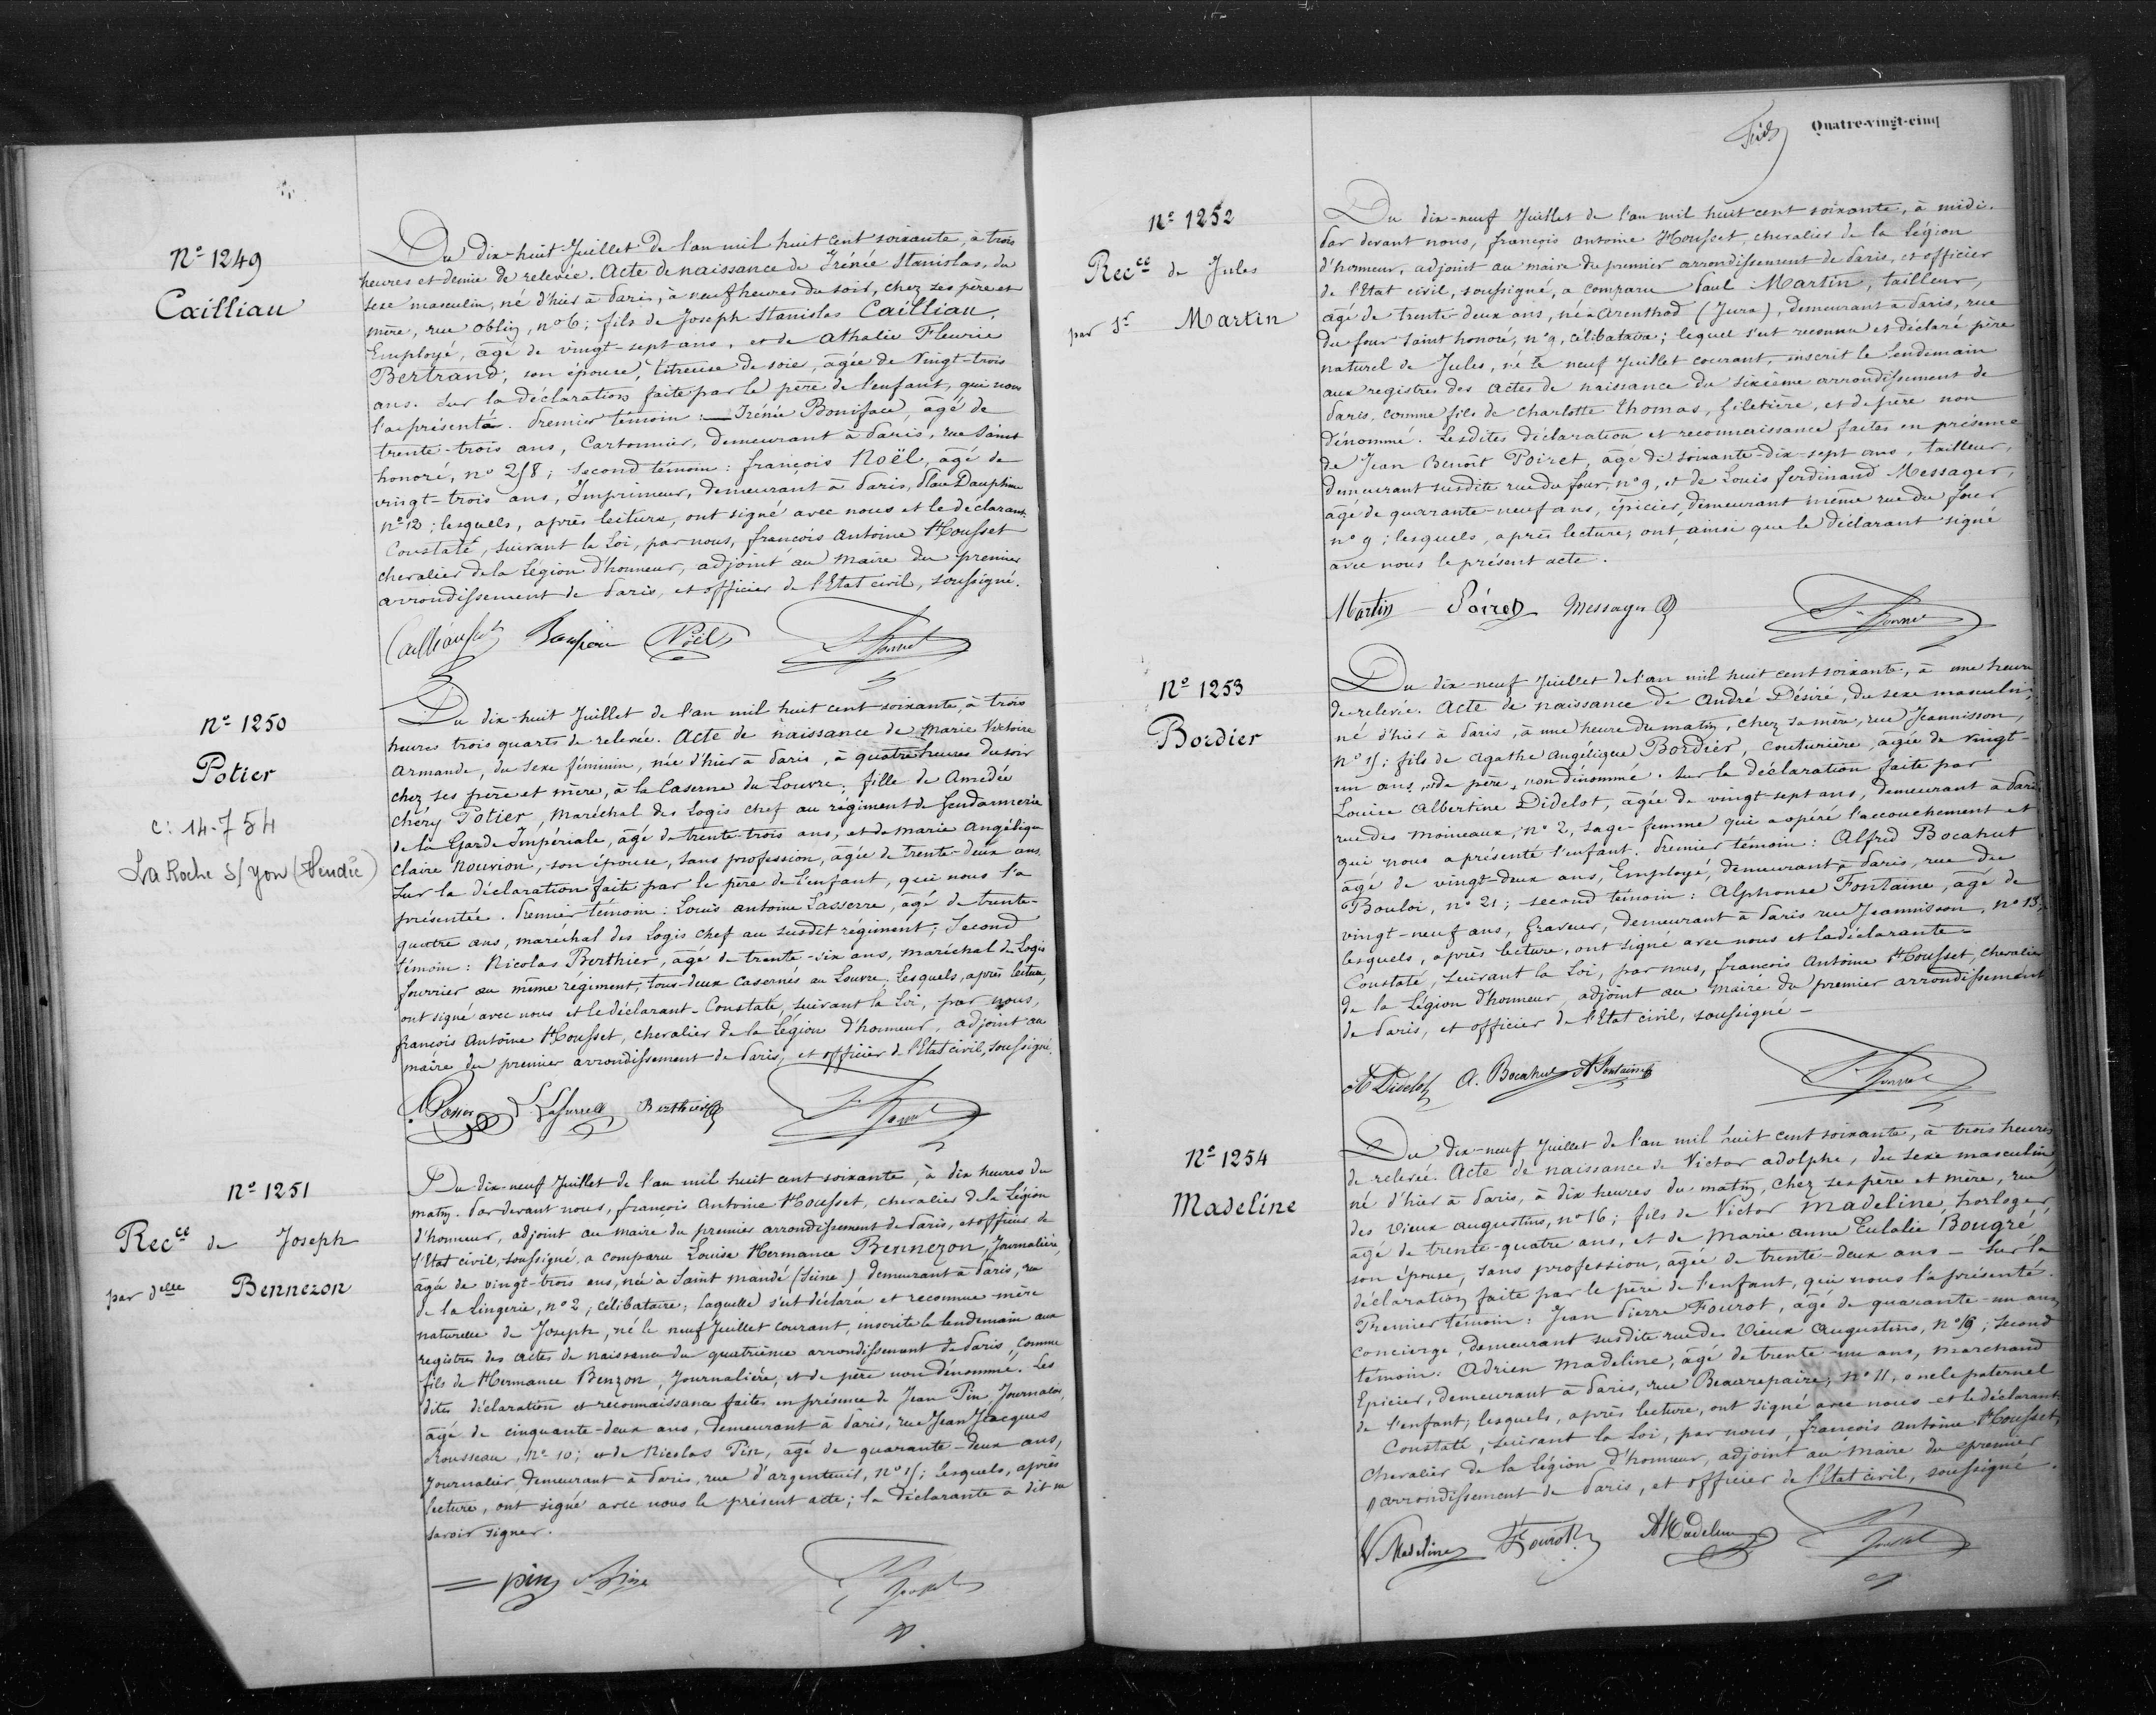 Nº 1249
Cailliau
Du dix-huit Juillet de l'an mil huit cent soixante, à trois
heures et demie de relevée. Acte de naissance de Irénée Stanislas, du
sexe masculin, né d'hier à Paris, à neuf heures du soir, chez ses père et
mère, rue oblin, nº 6; fils de Joseph Stanislas Cailliau,
Employé, âgé de vingt-sept ans, et de Athalie Fleurie
Bertrand, son épouse, titreuse de soie, âgée de Vingt-trois
ans. Sur la déclaration faite par le père de l'enfant, qui nous
l'a présenté. Premier témoin : Irénée Boniface, âgé de
trente-trois ans, Cartonnier, demeurant à Paris, rue Saint
honoré, nº 258; second témoin : françois Noël, âgé de
vingt-trois ans, Imprimeur, demeurant à Paris, Place Dauphine
nº 12; lesquels, après lecture, ont signé avec nous et le déclarant.
Constaté, suivant la Loi, par nous, françois Antoine Housset
chevalier de la Légion d'honneur, adjoint au Maire du premier
arrondissement de Paris, et officier de l'Etat civil, soussigné.
Noël
Nº 1250
Potier
c: 14-7 54
La Roche s/ yon (Vendée)
Du dix-huit Juillet de l'an mil huit cent soixante, à trois
heures trois quarts de relevée. Acte de naissance de Marie Victoire
Armande, du sexe féminin, née d'hier à Paris, à quatre heures du soir
chez ses père et mère, à la Caserne du Louvre; fille de Amédée
chéry Potier, Maréchal des Logis chef au régiment de Gendarmerie
de la Garde Impériale, âgé de trente-trois ans, et de marie angélique
Claire Nouvion, son épouse, sans profession, âgée de trente-deux ans.
Sur la déclaration faite par le père de l'enfant, qui nous l'a
présentée. Premier témoin : Louis antoine Lasserre, âgé de trente-
quatre ans, maréchal des Logis chef au susdit régiment; Second
témoin : Nicolas Berthier, âgé de trente-six ans, maréchal des Logis
fourrier au même régiment, tous deux casernés au Louvre, Lesquels, après lecture,
ont signé avec nous et le déclarant. Constaté, suivant la Loi, par nous,
françois Antoine Housset, chevalier de la Légion d'honneur, adjoint au
maire du premier arrondissement de Paris, et officier de l'Etat civil, soussigné.
Berthier
Nº 1251
Rec.ce de Joseph
par d.elle Bennezon
Du dix-neuf Juillet de l'an mil huit cent soixante, à dix heures du
matin. Par devant nous, françois Antoine Housset, chevalier de la Légion
d'honneur, adjoint au maire du premier arrondissement de Paris, et officier de
l'Etat civil, soussigné, a comparu Louise Hermance Bennezon, Journalière,
âgée de vingt-trois ans, née à Saint mandé (Seine) demeurant à Paris, rue
de la Lingerie, nº 2, célibataire; laquelle s'est déclarée et reconnue mère
naturelle de Joseph, né le neuf Juillet courant, inscrit le lendemain aux
registres des actes de naissance du quatrième arrondissement de Paris, comme
fils de Hermance Benzon, Journalière, et de père non dénommé. Les
dites déclaration et reconnaissance faites en présence de Jean Pin, Journalier,
âgé de cinquante-deux ans, demeurant à Paris, rue Jean Jacques
Rousseau, Nº 10; et de Nicolas Pin, âgé de quarante-deux ans,
Journalier, demeurant à Paris, rue d'argenteuil, nº 15; lesquels, après
lecture, ont signé avec nous le présent acte; la déclarante a dit ne
savoir signer.
pin
Quatre-vingt-cinq
Nº 1252
Rec.ce de Jules
par S.r Martin
Du dix-neuf Juillet de l'an mil huit cent soixante, à midi.
Par devant nous, françois antoine Housset, chevalier de la Légion
d'honneur, adjoint au maire du premier arrondissement de Paris, et officier
de l'Etat civil, soussigné, a comparu Paul Martin, tailleur,
âgé de trente-deux ans, né à arenthod (Jura), demeurant à Paris, rue
du four Saint honoré, nº 9, célibataire; lequel s'est reconnu et déclaré père
naturel de Jules, né le neuf Juillet courant, inscrit le lendemain
aux registres des actes de naissance du sixième arrondissement de
Paris, comme fils de Charlotte thomas, Giletière, et de père non
dénommé. Lesdites déclaration et reconnaissance faites en présence
de Jean Benoît Poiret, âgé de soixante-dix-sept ans, tailleur,
demeurant susdite rue du four, nº 9, et de Louis ferdinand Messager,
âgé de quarante-neuf ans, épicier, demeurant même rue du four
nº 9; lesquels, après lecture, ont, ainsi que le déclarant signé
avec nous le présent acte.
Martin Poiret Messager
Nº 1253
Bordier
Du dix-neuf Juillet de l'an mil huit cent soixante, à une heure
de relevée. Acte de naissance de André Désiré, du sexe masculin,
né d'hier à Paris, à une heure du matin, chez sa mère, rue Jeannisson,
nº 15; fils de Agathe Angélique Bordier, couturière, âgée de vingt-
un ans, et de père non dénommé. Sur la déclaration faite par
Louise Albertine Didelot, âgée de vingt-sept ans, demeurant à Paris,
rue des moineaux, nº 2, Sage-femme qui a opéré l'accouchement et
qui nous a présenté l'enfant. Premier témoin : Alfred Bocahut
âgé de vingt-deux ans, Employé, demeurant à Paris, rue du
Bouloi, nº 21; second témoin : Alphonse Fontaine, âgé de
vingt-neuf ans, Graveur, demeurant à Paris rue Jeannisson, nº 15;
lesquels, après lecture, ont signé avec nous et la déclarante -
Constaté, suivant la Loi, par nous, françois Antoine Housset, chevalier
de la Légion d'honneur, adjoint au maire du premier arrondissement
de Paris, et officier de l'Etat civil, soussigné -
Didelot A. Bocahut A Fontaine
Nº 1254
Madeline
Du dix-neuf Juillet de l'an mil huit cent soixante, à trois heures
de relevée. Acte de naissance de Victor adolphe, du sexe masculin,
né d'hier à Paris, à dix heures du matin, chez ses père et mère, rue
des Vieux augustins, nº 16; fils de Victor Madeline, horloger,
âgé de trente-quatre ans, et de Marie anne Eulalie Bougré,
son épouse, sans profession, âgée de trente-deux ans - Sur la
déclaration faite par le père de l'enfant, qui nous l'a présenté.
Premier témoin : Jean Pierre Fourot, âgé de quarante-un ans,
concierge, demeurant susdite rue des Vieux Augustins, nº 16; second
témoin : Adrien Madeline, âgé de trente-un ans, marchand
Epicier, demeurant à Paris, rue Beaurepaire, nº 11, oncle paternel
de l'enfant; lesquels, après lecture, ont signé avec nous et le déclarant
Constaté, suivant la Loi, par nous, françois Antoine Housset,
Chevalier de la Légion d'honneur, adjoint au Maire du premier
arrondissement de Paris, et officier de l'Etat civil, soussigné.
V Madeline Fourot A Madeline